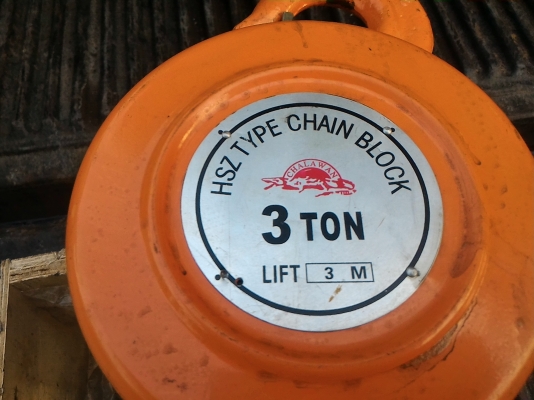 HSZ TYPE CHAIN BLOCK
CHALAWAN
3 TON
LIFT 3 M